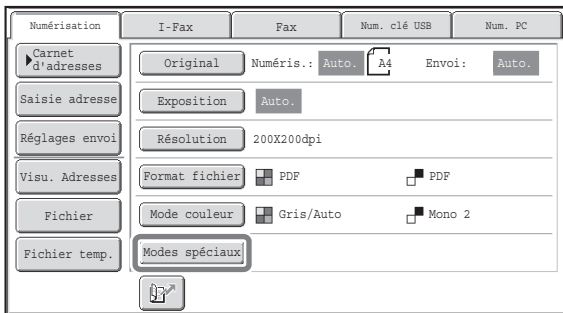 Numérisation I-Fax Fax Num. clé USB Num. PC
Carnet d'adresses
Original Numéris.: Auto. A4 Envoi: Auto.
Saisie adresse
Exposition Auto.
Réglages envoi
Résolution 200X200dpi
Visu. Adresses
Format fichier PDF PDF
Fichier
Mode couleur Gris/Auto Mono 2
Fichier temp.
Modes spéciaux